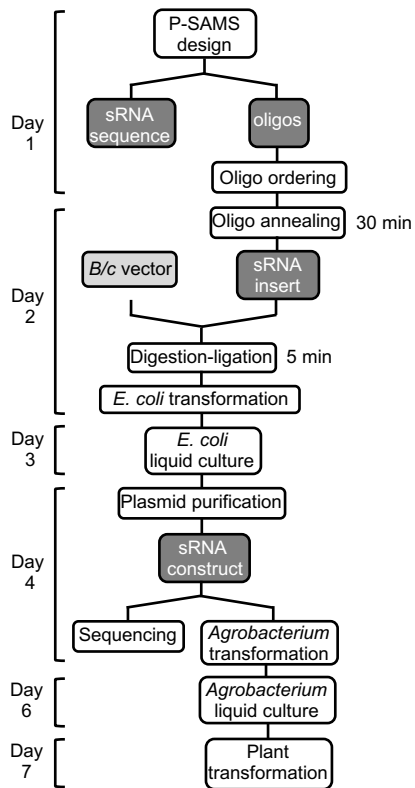 P-SAMS
design
Day
1
sRNA
sequence
oligos
Oligo ordering
Day
2
Oligo annealing 30 min
B/c vector
sRNA
insert
Digestion-ligation 5 min
E. coli transformation
Day
3
E. coli
liquid culture
Day
4
Plasmid purification
sRNA
construct
Sequencing
Agrobacterium
transformation
Day
6
Agrobacterium
liquid culture
Day
7
Plant
transformation